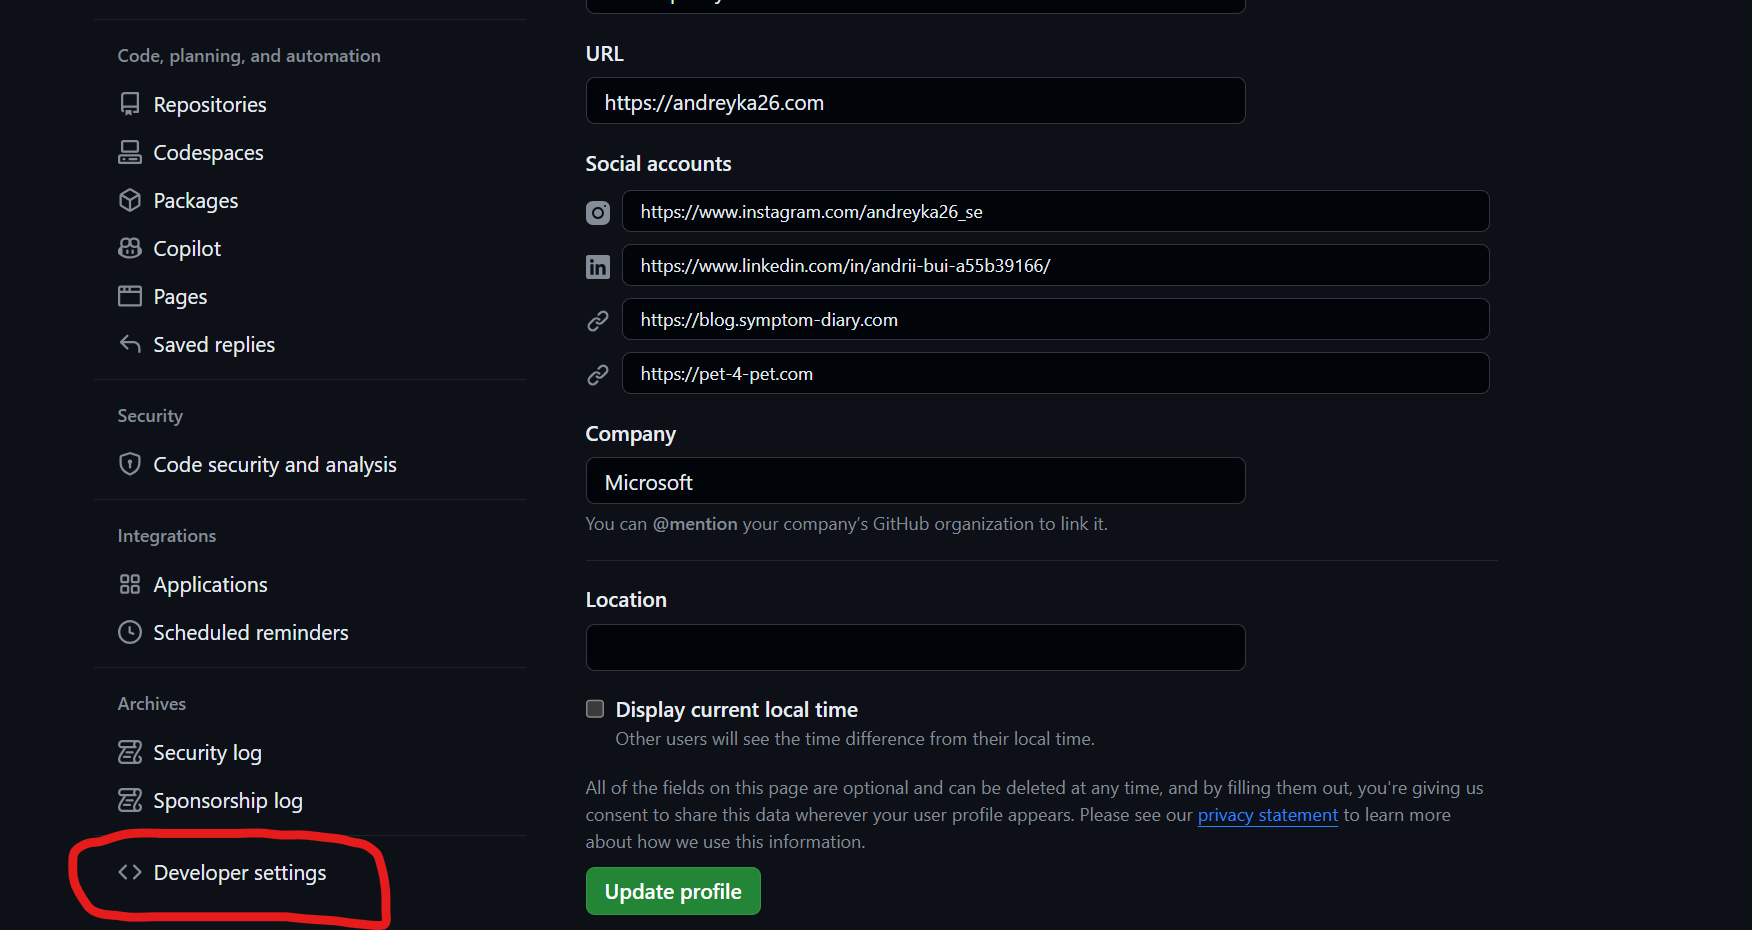 Code, planning, and automation
Repositories
Codespaces
Packages
Copilot
Pages
Saved replies
Security
Code security and analysis
Integrations
Applications
Scheduled reminders
Archives
Security log
Sponsorship log
Developer settings
URL
https://andreyka26.com
Social accounts
https://www.instagram.com/andreyka26_se
https://www.linkedin.com/in/andrii-bui-a55b39166/
https://blog.symptom-diary.com
https://pet-4-pet.com
Company
Microsoft
You can @mention your company’s GitHub organization to link it.
Location
Display current local time
Other users will see the time difference from their local time.
All of the fields on this page are optional and can be deleted at any time, and by filling them out, you're giving us
consent to share this data wherever your user profile appears. Please see our privacy statement to learn more
about how we use this information.
Update profile